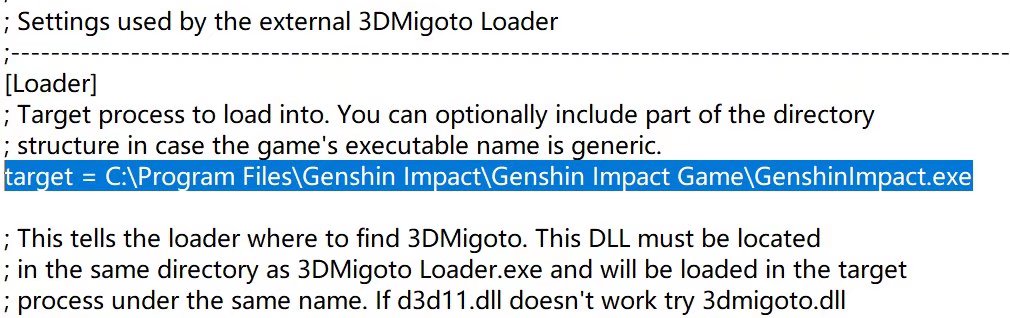 ; Settings used by the external 3DMigoto Loader
;------------------------------------------------------------------------------------------------------
[Loader]
; Target process to load into. You can optionally include part of the directory
; structure in case the game's executable name is generic.
target = C:\Program Files\Genshin Impact\Genshin Impact Game\GenshinImpact.exe
; This tells the loader where to find 3DMigoto. This DLL must be located
; in the same directory as 3DMigoto Loader.exe and will be loaded in the target
; process under the same name. If d3d11.dll doesn't work try 3dmigoto.dll